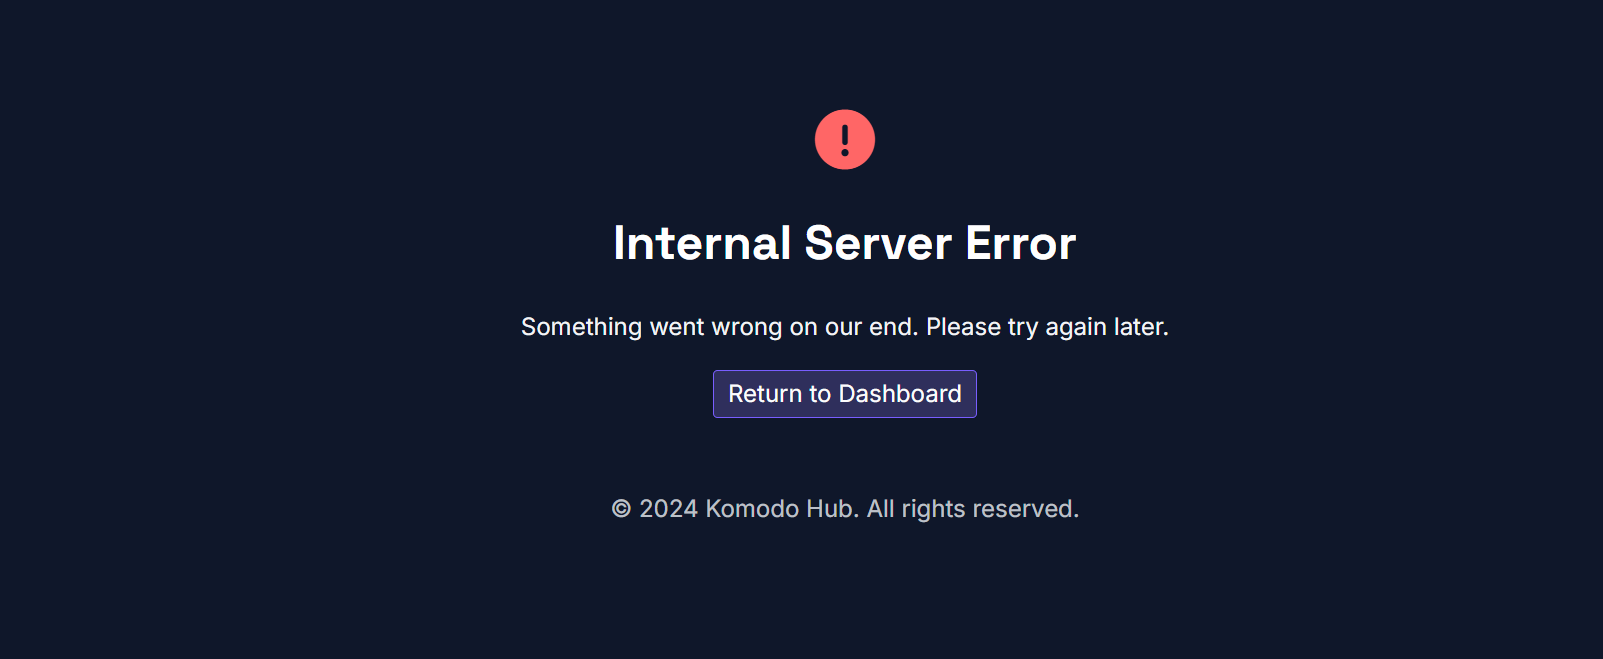 Internal Server Error
Something went wrong on our end. Please try again later.
Return to Dashboard
© 2024 Komodo Hub. All rights reserved.